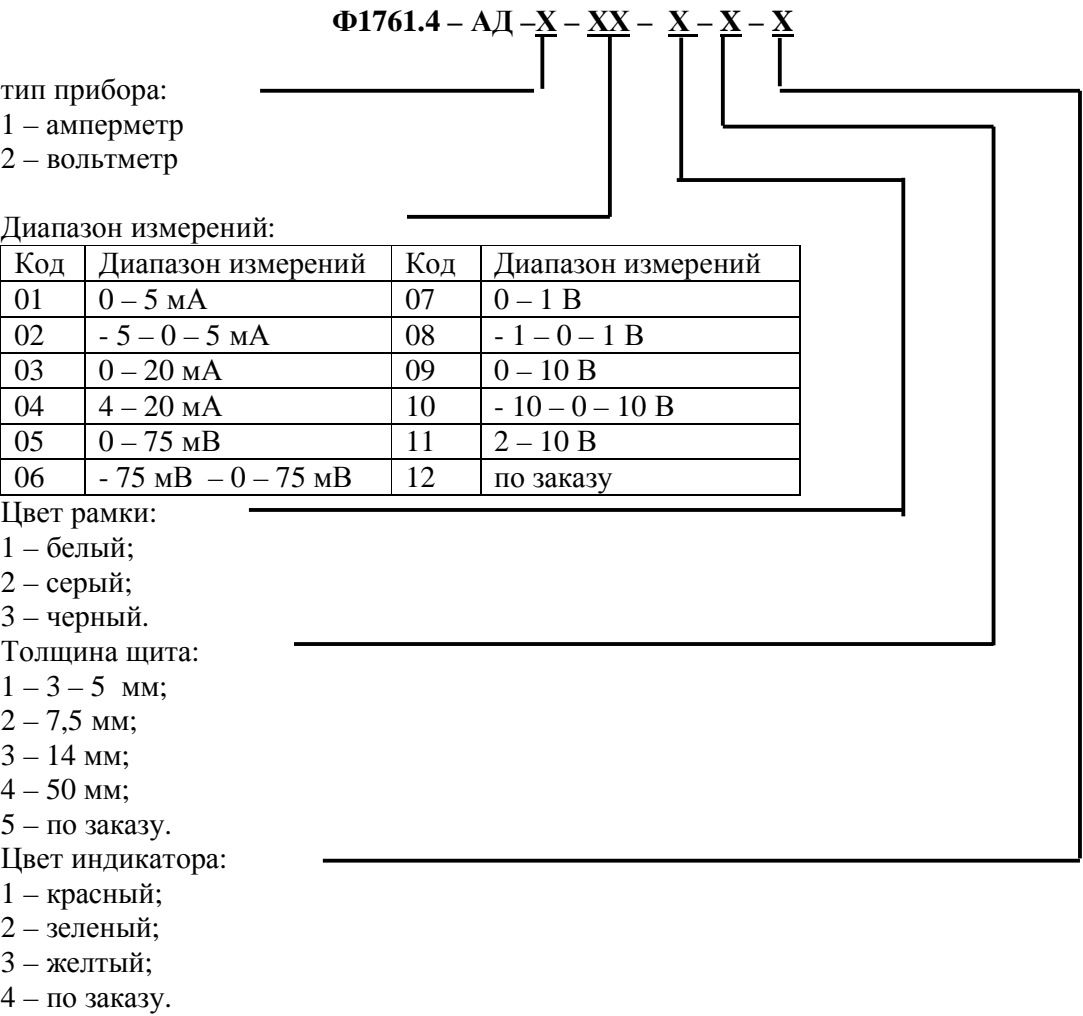 Ф1761.4 – АД –Х – ХХ – Х – Х – Х
тип прибора:
1 – амперметр
2 – вольтметр
Диапазон измерений:
Код Диапазон измерений Код Диапазон измерений
01 0 – 5 мА 07 0 – 1 В
02 - 5 – 0 – 5 мА 08 - 1 – 0 – 1 В
03 0 – 20 мА 09 0 – 10 В
04 4 – 20 мА 10 - 10 – 0 – 10 В
05 0 – 75 мВ 11 2 – 10 В
06 - 75 мВ – 0 – 75 мВ 12 по заказу
Цвет рамки:
1 – белый;
2 – серый;
3 – черный.
Толщина щита:
1 – 3 – 5 мм;
2 – 7,5 мм;
3 – 14 мм;
4 – 50 мм;
5 – по заказу.
Цвет индикатора:
1 – красный;
2 – зеленый;
3 – желтый;
4 – по заказу.